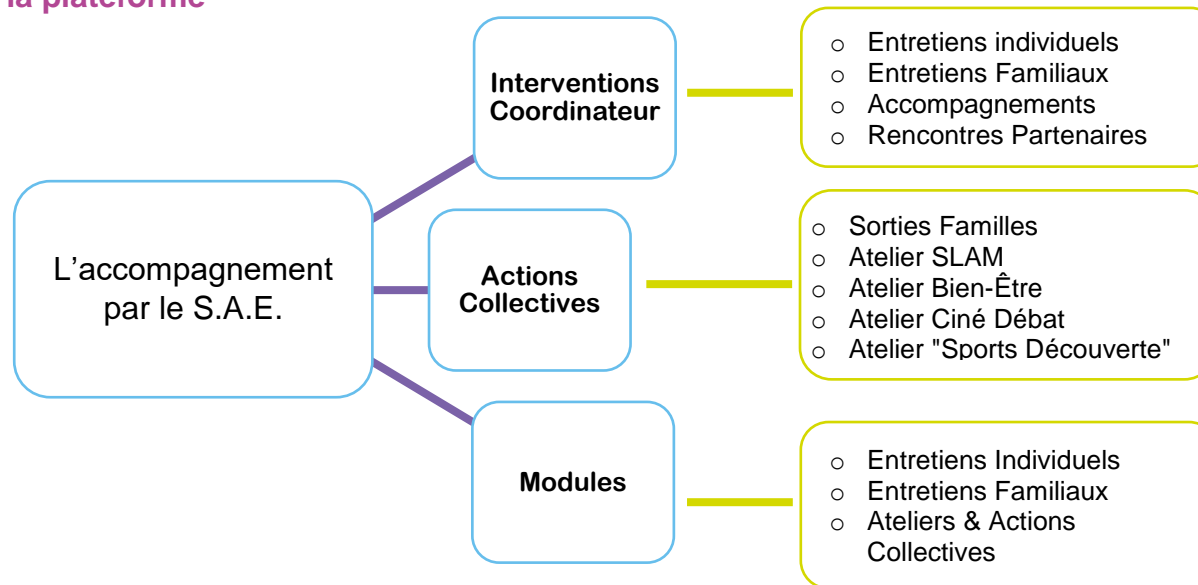 la plateforme
L'accompagnement
par le S.A.E.
Interventions
Coordinateur
o Entretiens individuels
o Entretiens Familiaux
o Accompagnements
o Rencontres Partenaires
Actions
Collectives
o Sorties Familles
o Atelier SLAM
o Atelier Bien-Être
o Atelier Ciné Débat
o Atelier "Sports Découverte"
Modules
o Entretiens Individuels
o Entretiens Familiaux
o Ateliers & Actions
Collectives